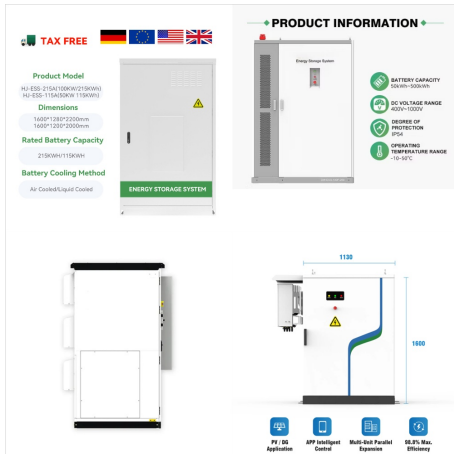 TAX FREE
Product Model
HJ-ESS-215A(100KW/215KWh)
HJ-ESS-115A(50KW 115KWh)
Dimensions
1600*1280*2200mm
1600*1200*2000mm
Rated Battery Capacity
215KWH/115KWH
Battery Cooling Method
Air Cooled/Liquid Cooled
ENERGY STORAGE SYSTEM
PRODUCT INFORMATION
Energy Storage System
BATTERY CAPACITY
50kWh~500kWh
DC VOLTAGE RANGE
400V~1000V
DEGREE OF
PROTECTION
IP54
OPERATING
TEMPERATURE RANGE
-10~50°C
1130
1600
PV / DG
Application
APP Intelligent
Control
Multi-Unit Parallel
Expansion
98.0% Max.
Efficiency